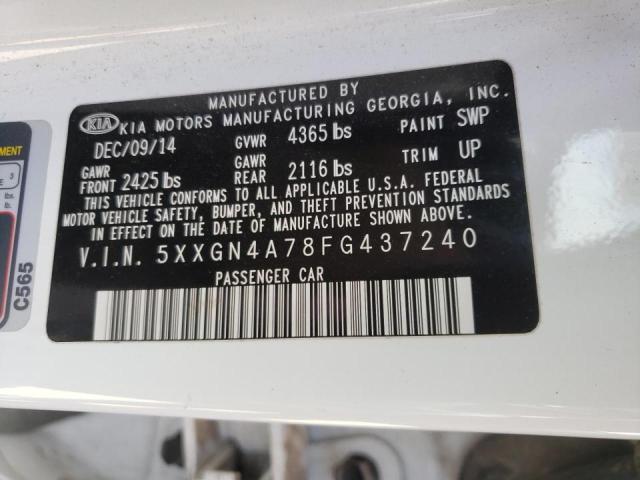 MANUFACTURED BY
KIA KIA MOTORS MANUFACTURING GEORGIA, INC.
DEC/09/14 GVWR 4365 lbs PAINT SWP
GAWR FRONT 2425 lbs GAWR REAR 2116 lbs TRIM UP
THIS VEHICLE CONFORMS TO ALL APPLICABLE U.S.A. FEDERAL
MOTOR VEHICLE SAFETY, BUMPER, AND THEFT PREVENTION STANDARDS
IN EFFECT ON THE DATE OF MANUFACTURE SHOWN ABOVE.
V.I.N. 5XXGN4A78FG437240
PASSENGER CAR
C565